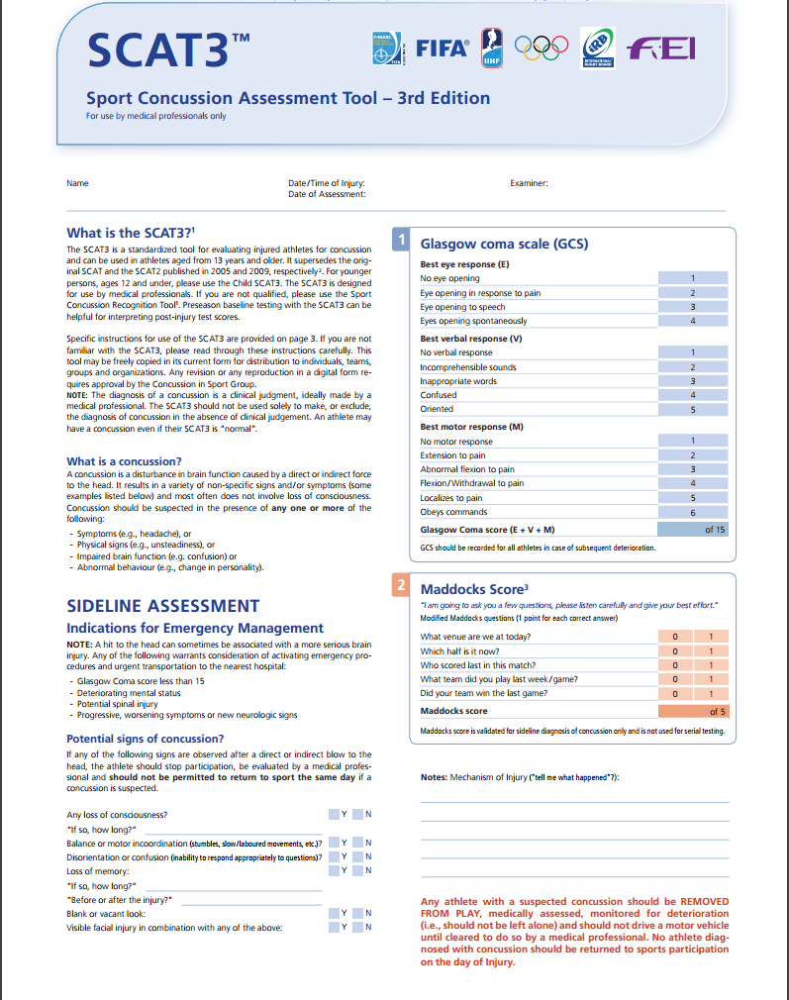 SCAT3™
FIFA®
IIHF
iRB
INTERNATIONAL
RUGBY BOARD
FEI
Sport Concussion Assessment Tool – 3rd Edition
For use by medical professionals only
Name
Date/Time of Injury:
Examiner:
Date of Assessment:
What is the SCAT3?¹
The SCAT3 is a standardized tool for evaluating injured athletes for concussion
and can be used in athletes aged from 13 years and older. It supersedes the orig-
inal SCAT and the SCAT2 published in 2005 and 2009, respectively². For younger
persons, ages 12 and under, please use the Child SCAT3. The SCAT3 is designed
for use by medical professionals. If you are not qualified, please use the Sport
Concussion Recognition Tool¹. Preseason baseline testing with the SCAT3 can be
helpful for interpreting post-injury test scores.
Specific instructions for use of the SCAT3 are provided on page 3. If you are not
familiar with the SCAT3, please read through these instructions carefully. This
tool may be freely copied in its current form for distribution to individuals, teams,
groups and organizations. Any revision or any reproduction in a digital form re-
quires approval by the Concussion in Sport Group.
NOTE: The diagnosis of a concussion is a clinical judgment, ideally made by a
medical professional. The SCAT3 should not be used solely to make, or exclude,
the diagnosis of concussion in the absence of clinical judgement. An athlete may
have a concussion even if their SCAT3 is “normal”.
What is a concussion?
A concussion is a disturbance in brain function caused by a direct or indirect force
to the head. It results in a variety of non-specific signs and/or symptoms (some
examples listed below) and most often does not involve loss of consciousness.
Concussion should be suspected in the presence of any one or more of the
following:
- Symptoms (e.g., headache), or
- Physical signs (e.g., unsteadiness), or
- Impaired brain function (e.g. confusion) or
- Abnormal behaviour (e.g., change in personality).
SIDELINE ASSESSMENT
Indications for Emergency Management
NOTE: A hit to the head can sometimes be associated with a more serious brain
injury. Any of the following warrants consideration of activating emergency pro-
cedures and urgent transportation to the nearest hospital:
- Glasgow Coma score less than 15
- Deteriorating mental status
- Potential spinal injury
- Progressive, worsening symptoms or new neurologic signs
Potential signs of concussion?
If any of the following signs are observed after a direct or indirect blow to the
head, the athlete should stop participation, be evaluated by a medical profes-
sional and should not be permitted to return to sport the same day if a
concussion is suspected.
Any loss of consciousness? Y N
“If so, how long?”
Balance or motor incoordination (stumbles, slow/laboured movements, etc.)? Y N
Disorientation or confusion (inability to respond appropriately to questions)? Y N
Loss of memory: Y N
“If so, how long?”
“Before or after the injury?"
Blank or vacant look: Y N
Visible facial injury in combination with any of the above: Y N
1
Glasgow coma scale (GCS)
Best eye response (E)
No eye opening 1
Eye opening in response to pain 2
Eye opening to speech 3
Eyes opening spontaneously 4
Best verbal response (V)
No verbal response 1
Incomprehensible sounds 2
Inappropriate words 3
Confused 4
Oriented 5
Best motor response (M)
No motor response 1
Extension to pain 2
Abnormal flexion to pain 3
Flexion/Withdrawal to pain 4
Localizes to pain 5
Obeys commands 6
Glasgow Coma score (E + V + M) of 15
GCS should be recorded for all athletes in case of subsequent deterioration.
2
Maddocks Score³
“I am going to ask you a few questions, please listen carefully and give your best effort.”
Modified Maddocks questions (1 point for each correct answer)
What venue are we at today? 0 1
Which half is it now? 0 1
Who scored last in this match? 0 1
What team did you play last week/game? 0 1
Did your team win the last game? 0 1
Maddocks score of 5
Maddocks score is validated for sideline diagnosis of concussion only and is not used for serial testing.
Notes: Mechanism of Injury (“tell me what happened”?):
Any athlete with a suspected concussion should be REMOVED
FROM PLAY, medically assessed, monitored for deterioration
(i.e., should not be left alone) and should not drive a motor vehicle
until cleared to do so by a medical professional. No athlete diag-
nosed with concussion should be returned to sports participation
on the day of Injury.